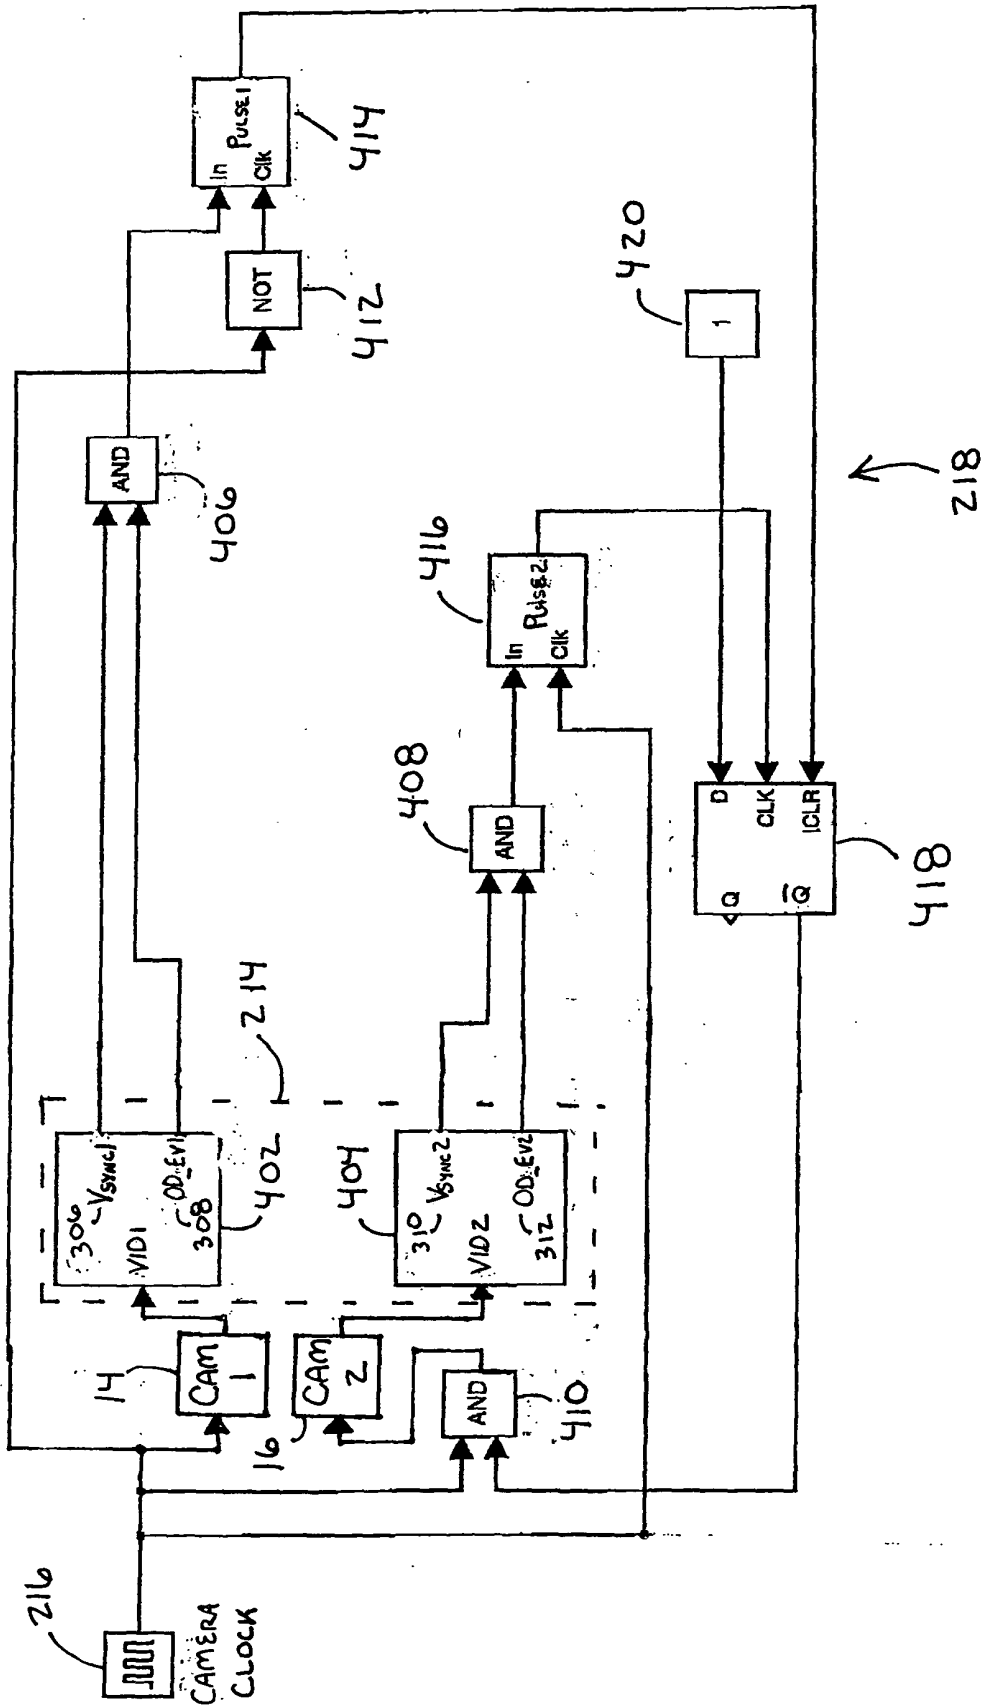 216
CAMERA
CLOCK
14
CAM
1
16
CAM
2
AND
410
306
VSYNC1
VID1
OD_EV1
308
402
404
310
VSYNC2
VID2
OD_EV2
312
214
AND
406
AND
408
416
In
Pulse2
Clk
NOT
412
In
PULSE1
Clk
414
1
420
D
CLK
!CLR
Q
Q̅
418
218